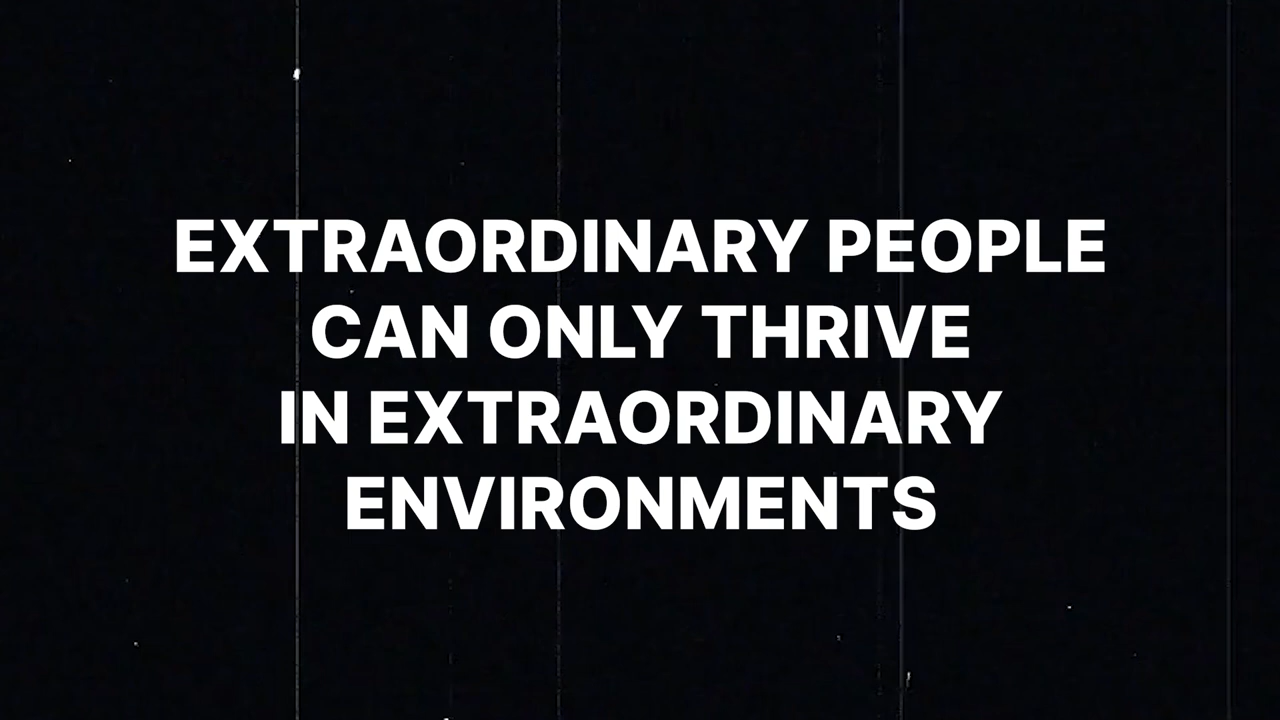 EXTRAORDINARY PEOPLE
CAN ONLY THRIVE
IN EXTRAORDINARY
ENVIRONMENTS